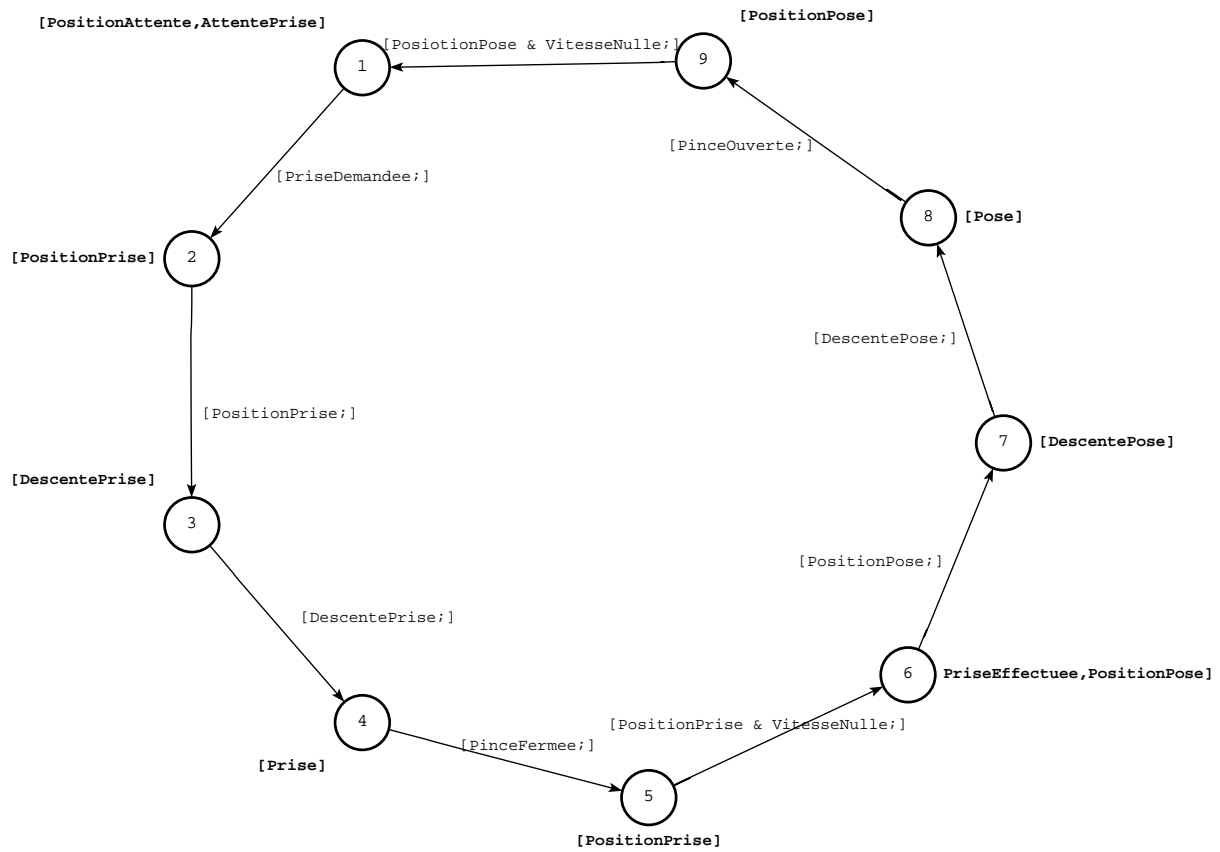 [PositionPose]
[PositionAttente,AttentePrise]
[PosiotionPose & VitesseNulle;]
9
1
[PinceOuverte;]
[PriseDemandee;]
8
[Pose]
2
[PositionPrise]
[DescentePose;]
[PositionPrise;]
7
[DescentePose]
[DescentePrise]
3
[PositionPose;]
[DescentePrise;]
6
PriseEffectuee,PositionPose]
4
[PositionPrise & VitesseNulle;]
[PinceFermee;]
[Prise]
5
[PositionPrise]